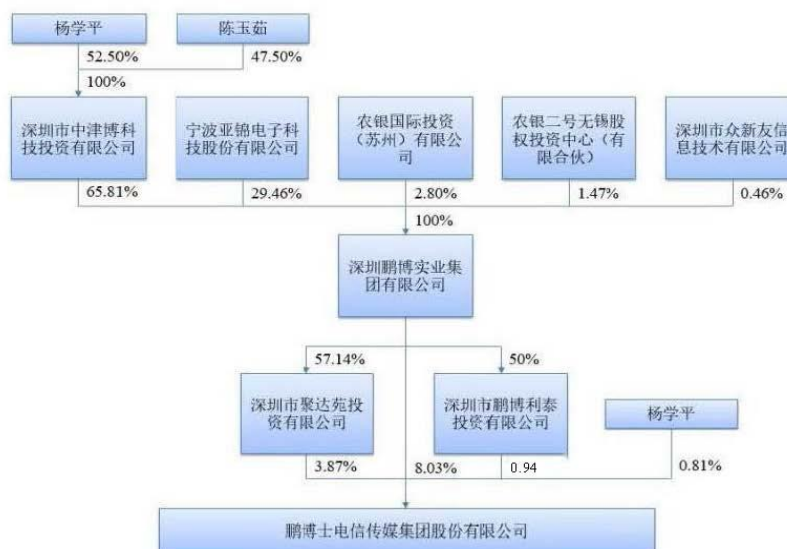 杨学平
陈玉茹
52.50%
47.50%
100%
深圳市中津博科
技投资有限公司
宁波亚锦电子科
技股份有限公司
农银国际投资
（苏州）有限公
司
农银二号无锡股
权投资中心（有
限合伙）
深圳市众新友信
息技术有限公司
65.81%
29.46%
2.80%
1.47%
0.46%
100%
深圳鹏博实业集
团有限公司
57.14%
50%
深圳市聚达苑投
资有限公司
深圳市鹏博利泰
投资有限公司
杨学平
3.87%
8.03%
0.94
0.81%
鹏博士电信传媒集团股份有限公司